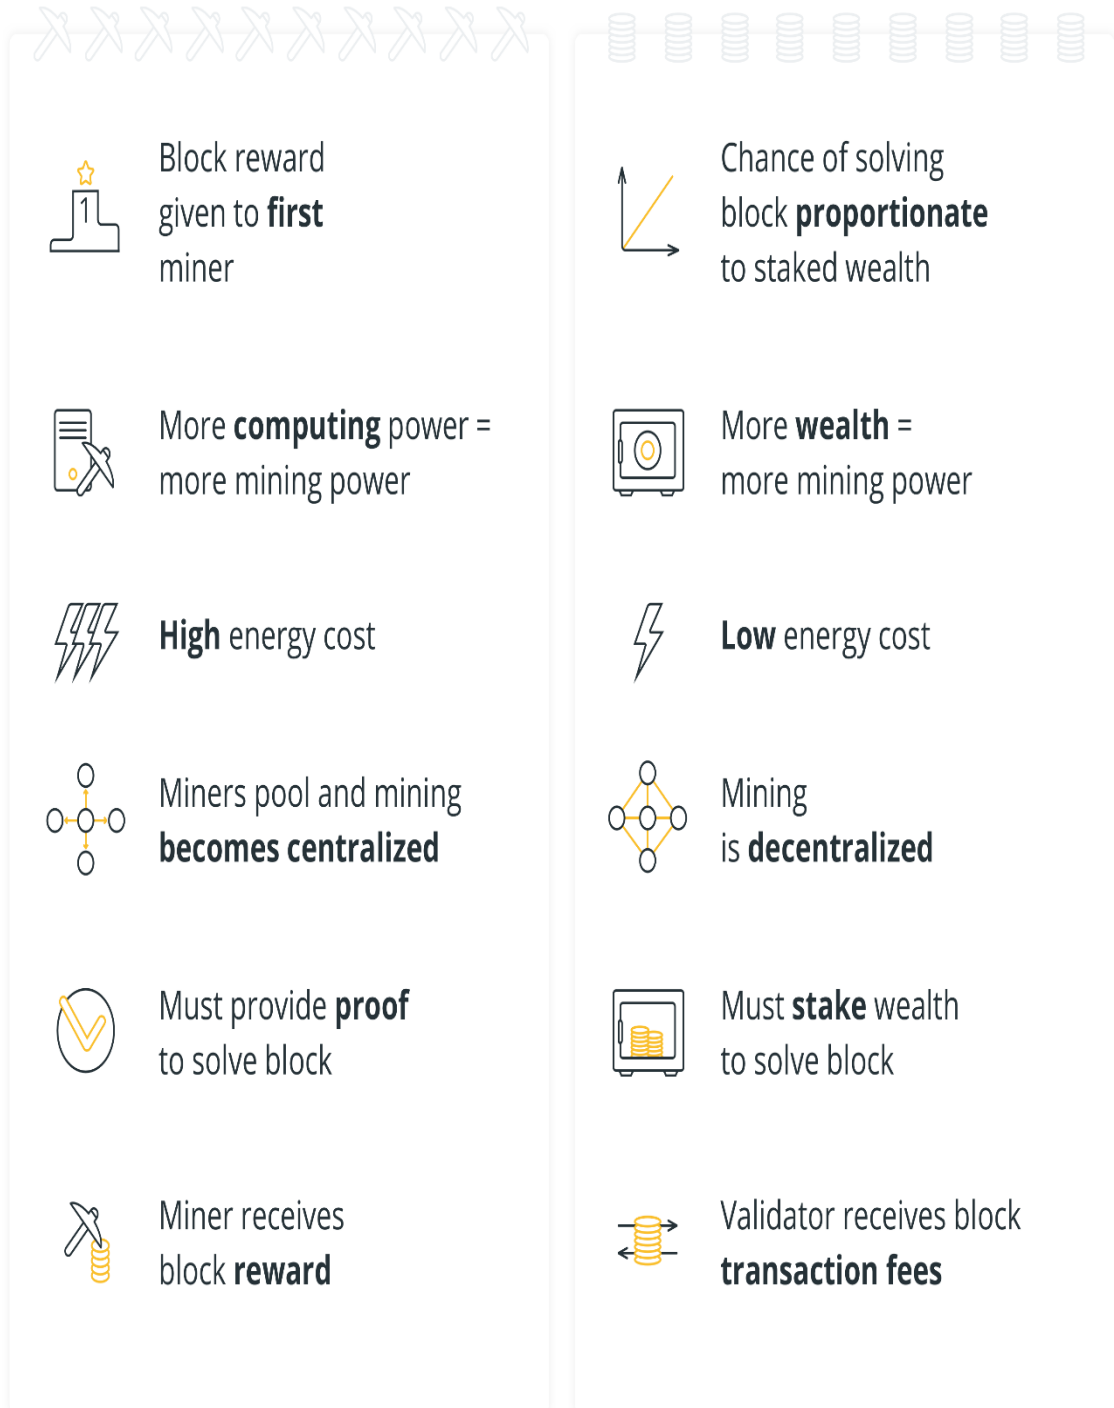 Block reward
given to first
miner
More computing power =
more mining power
High energy cost
Miners pool and mining
becomes centralized
Must provide proof
to solve block
Miner receives
block reward
Chance of solving
block proportionate
to staked wealth
More wealth =
more mining power
Low energy cost
Mining
is decentralized
Must stake wealth
to solve block
Validator receives block
transaction fees
1